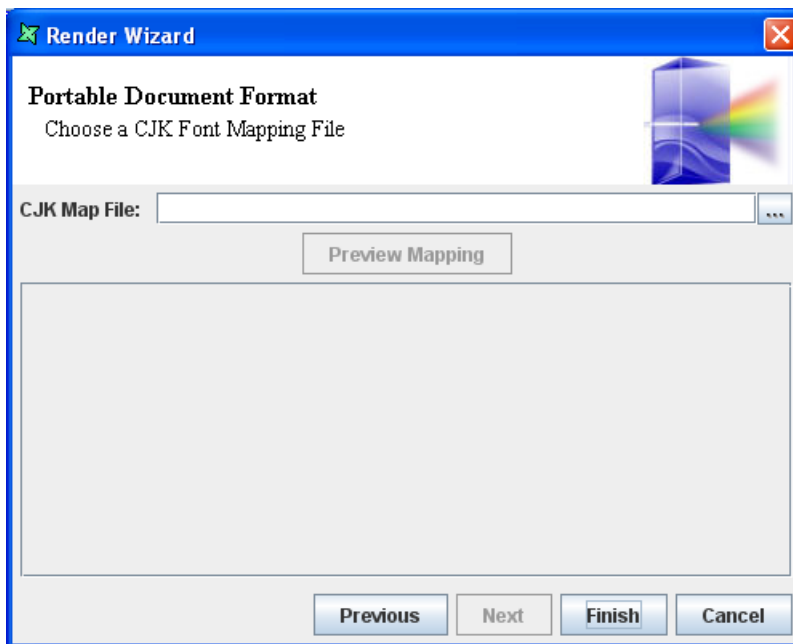 Render Wizard
Portable Document Format
Choose a CJK Font Mapping File
CJK Map File:
...
Preview Mapping
Previous Next Finish Cancel